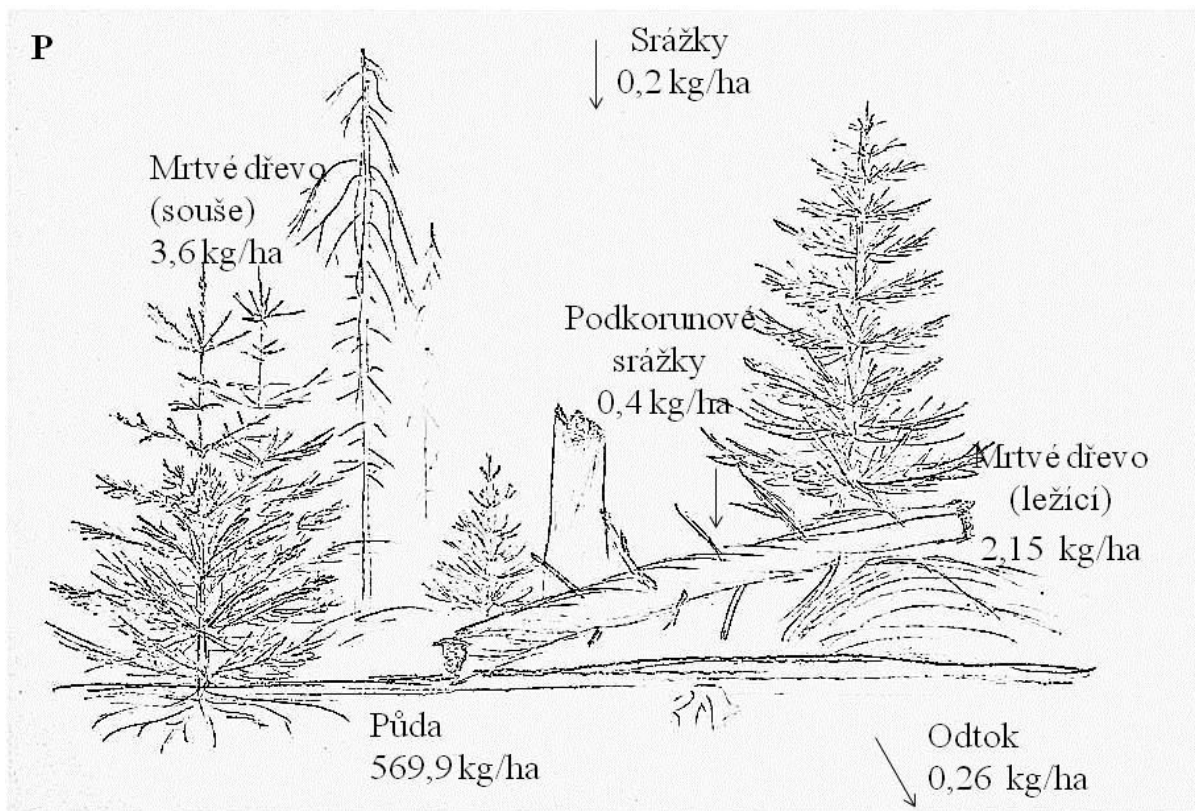 P
Srážky
0,2 kg/ha
Mrtvé dřevo
(souše)
3,6 kg/ha
Podkorunové
srážky
0,4 kg/ha
Mrtvé dřevo
(ležící)
2,15 kg/ha
Půda
569,9 kg/ha
Odtok
0,26 kg/ha